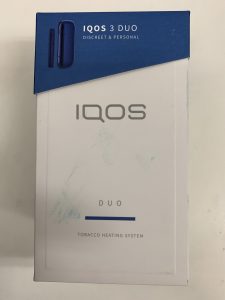 IQOS 3 DUO
DISCREET & PERSONAL
IQOS
DUO
TOBACCO HEATING SYSTEM